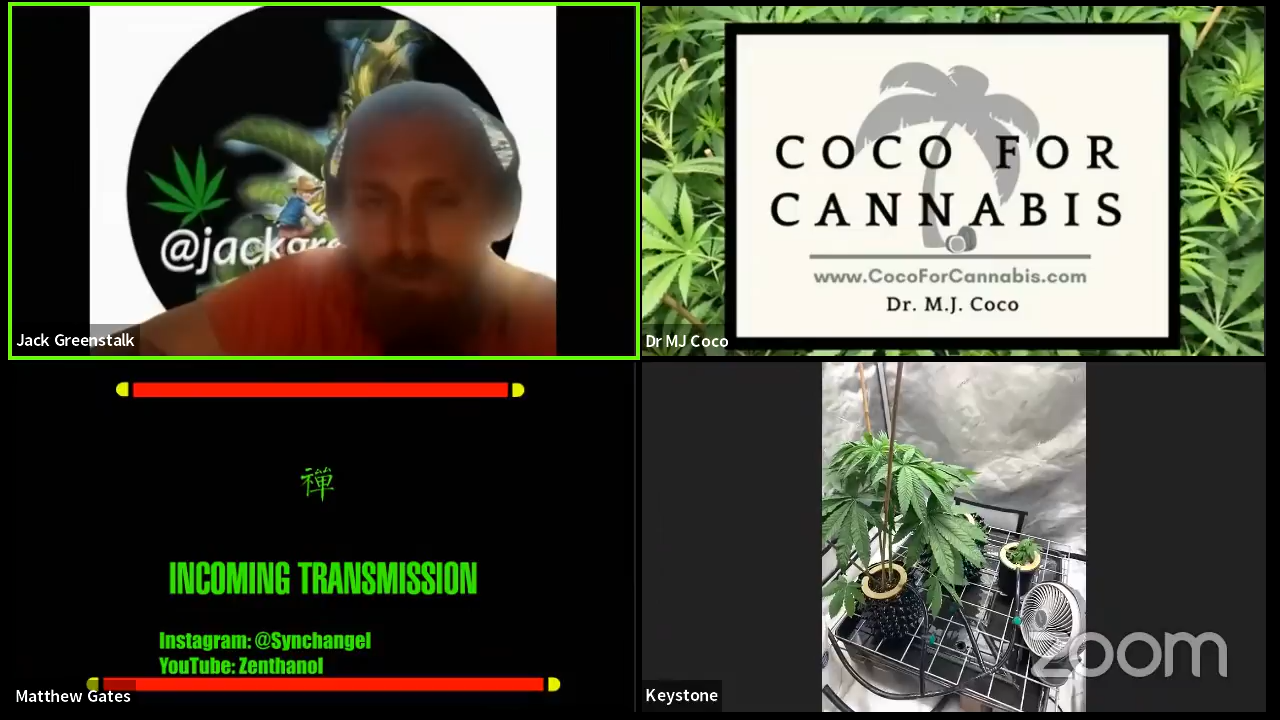 @jackgre
Jack Greenstalk
COCO FOR
CANNABIS
www.CocoForCannabis.com
Dr. M.J. Coco
Dr MJ Coco
禪
INCOMING TRANSMISSION
Instagram: @Synchangel
YouTube: Zenthanol
Matthew Gates
Keystone
zoom